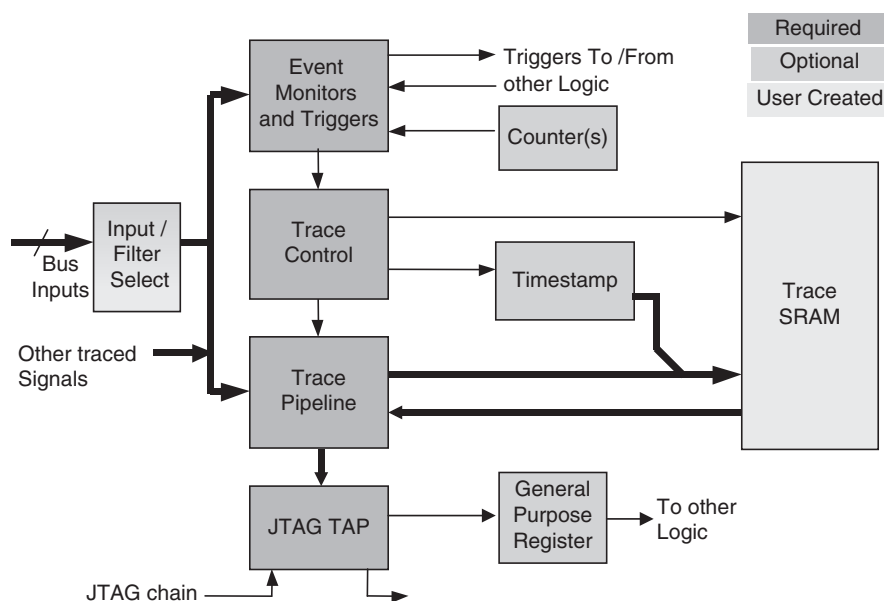 Required
Optional
User Created
Event
Monitors
and Triggers
Triggers To /From
other Logic
Counter(s)
Input /
Filter
Select
Bus
Inputs
Trace
Control
Timestamp
Trace
SRAM
Other traced
Signals
Trace
Pipeline
JTAG TAP
General
Purpose
Register
To other
Logic
JTAG chain